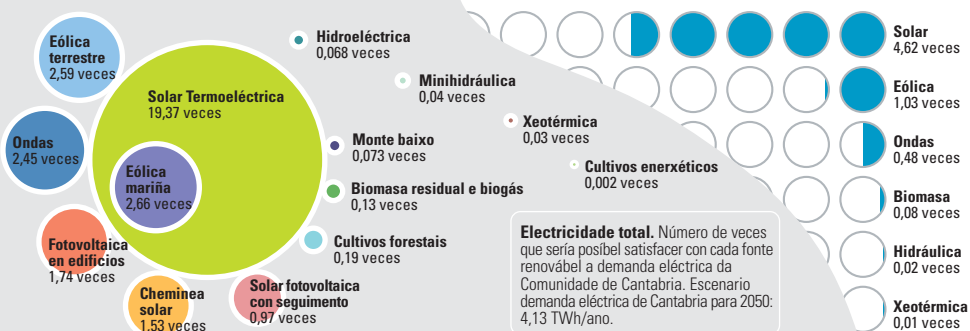 Eólica
terrestre
2,59 veces
Solar Termoeléctrica
19,37 veces
Ondas
2,45 veces
Eólica
mariña
2,66 veces
Fotovoltaica
en edificios
1,74 veces
Cheminea
solar
1,53 veces
Solar fotovoltaica
con seguimento
0,97 veces
Hidroeléctrica
0,068 veces
Minihidráulica
0,04 veces
Xeotérmica
0,03 veces
Monte baixo
0,073 veces
Cultivos enerxéticos
0,002 veces
Biomasa residual e biogás
0,13 veces
Cultivos forestais
0,19 veces
Electricidade total. Número de veces
que sería posíbel satisfacer con cada fonte
renovábel a demanda eléctrica da
Comunidade de Cantabria. Escenario
demanda eléctrica de Cantabria para 2050:
4,13 TWh/ano.
Solar
4,62 veces
Eólica
1,03 veces
Ondas
0,48 veces
Biomasa
0,08 veces
Hidráulica
0,02 veces
Xeotérmica
0,01 veces